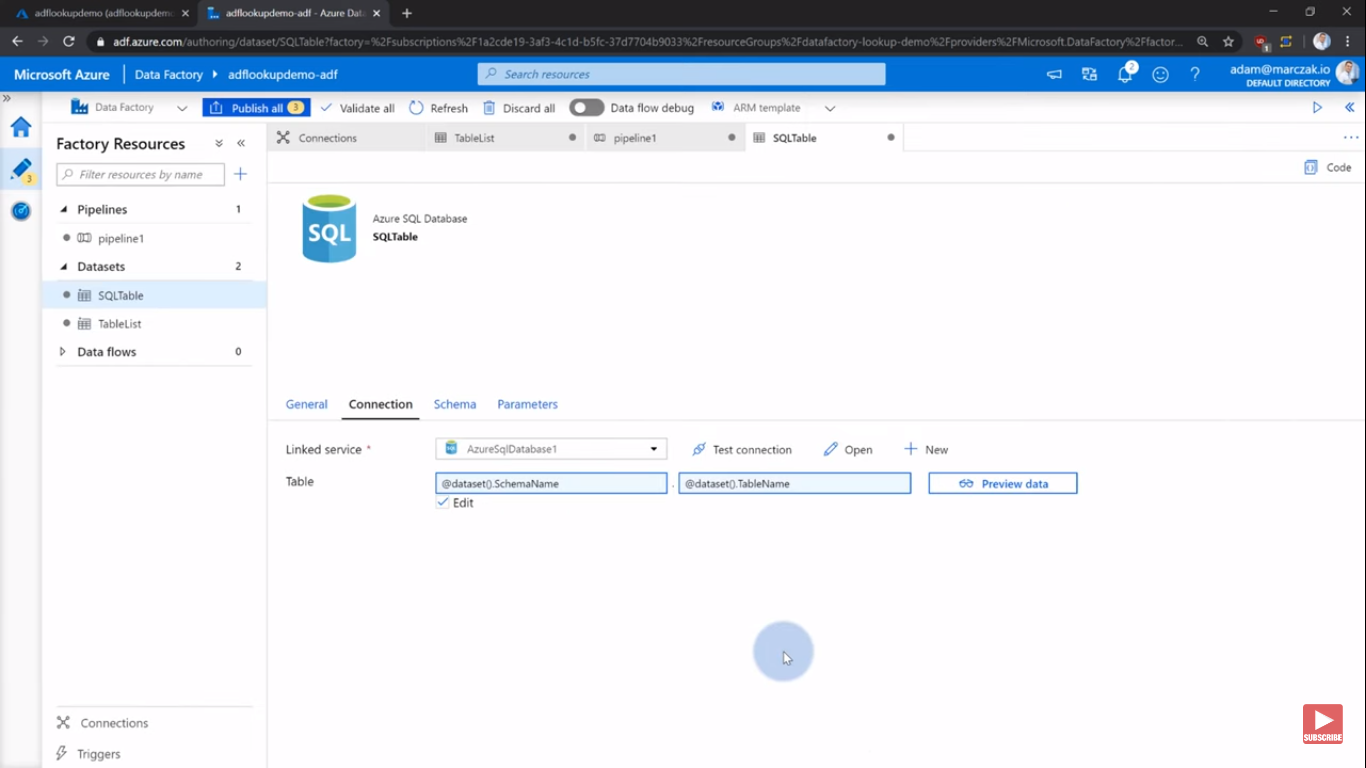 adflookupdemo (adflookupdemo
adflookupdemo-adf - Azure Dat
adf.azure.com/authoring/dataset/SQLTable?factory=%2Fsubscriptions%2F1a2cde19-3af3-4c1d-b5fc-37d7704b9033%2FresourceGroups%2Fdatafactory-lookup-demo%2Fproviders%2FMicrosoft.DataFactory%2Ffactor...
1
Microsoft Azure
Data Factory
adflookupdemo-adf
Search resources
2
?
adam@marczak.io
DEFAULT DIRECTORY
Data Factory
Publish all 3
Validate all
Refresh
Discard all
Data flow debug
ARM template
3
Factory Resources
Filter resources by name
Pipelines 1
pipeline1
Datasets 2
SQLTable
TableList
Data flows 0
Connections
Triggers
Connections
TableList
pipeline1
SQLTable
Code
SQL
Azure SQL Database
SQLTable
General
Connection
Schema
Parameters
Linked service *
AzureSqlDatabase1
Test connection
Open
New
Table
@dataset().SchemaName
.
@dataset().TableName
Preview data
Edit
SUBSCRIBE